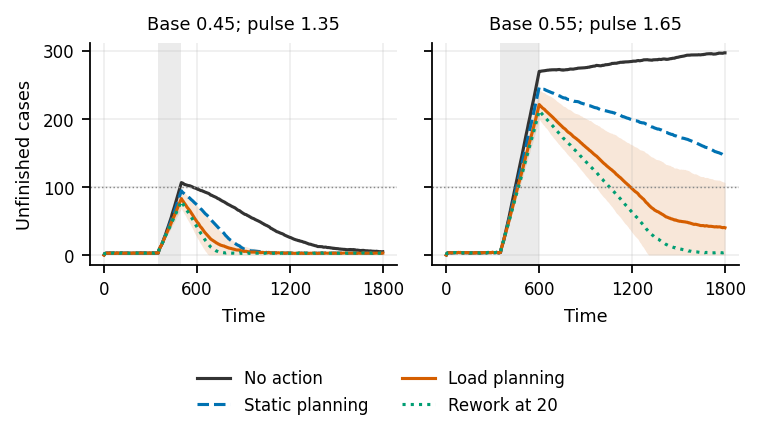 Base 0.45; pulse 1.35
Base 0.55; pulse 1.65
Unfinished cases
300
200
100
0
0
600
1200
1800
0
600
1200
1800
Time
Time
No action
Static planning
Load planning
Rework at 20